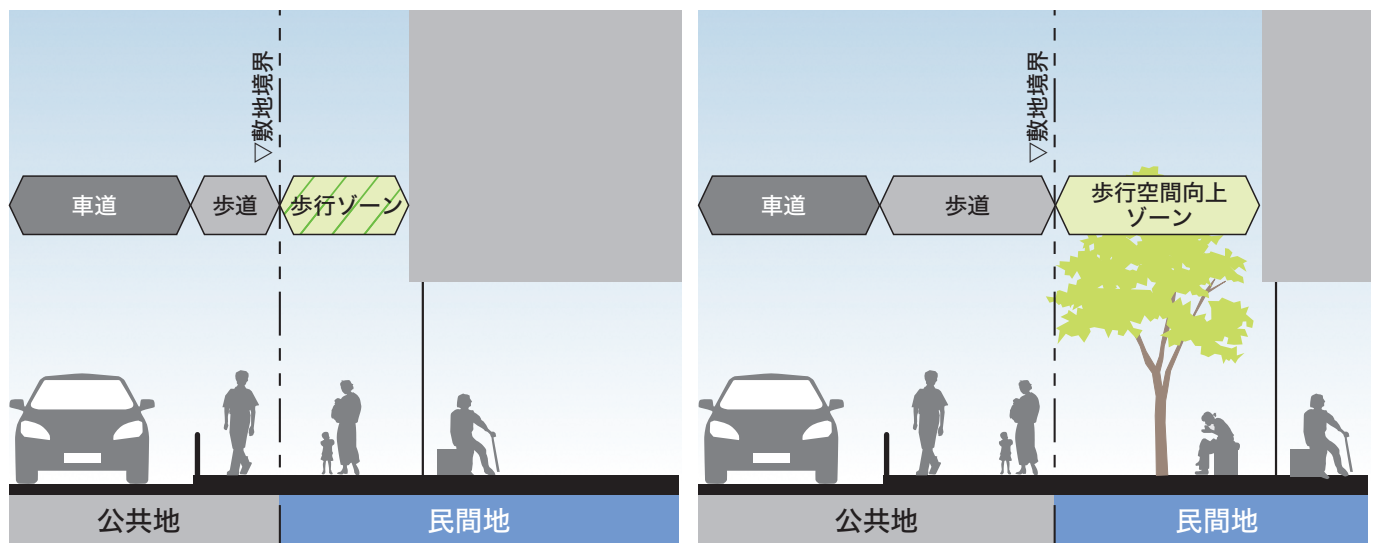 ▽敷地境界
車道
歩道
歩行ゾーン
公共地
民間地
▽敷地境界
車道
歩道
歩行空間向上
ゾーン
公共地
民間地